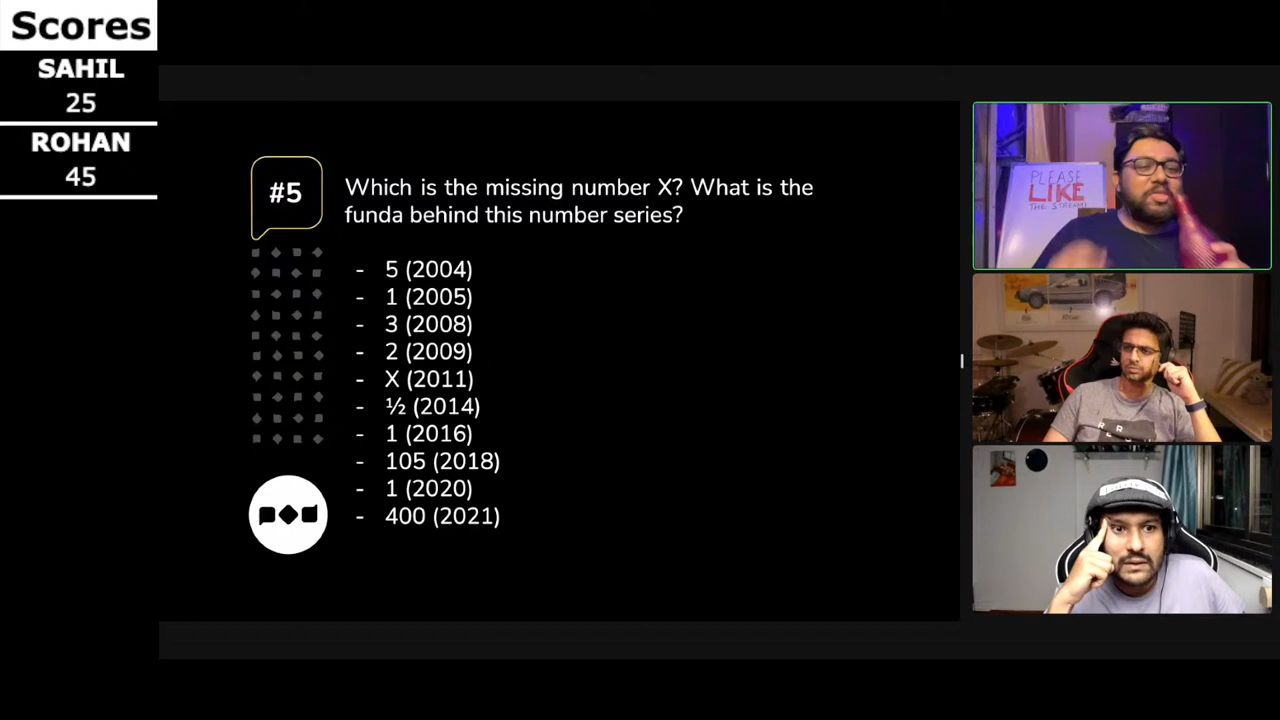 Scores
SAHIL
25
ROHAN
45
#5
Which is the missing number X? What is the
funda behind this number series?
- 5 (2004)
- 1 (2005)
- 3 (2008)
- 2 (2009)
- X (2011)
- ½ (2014)
- 1 (2016)
- 105 (2018)
- 1 (2020)
- 400 (2021)
PLEASE
LIKE
THE STREAM!